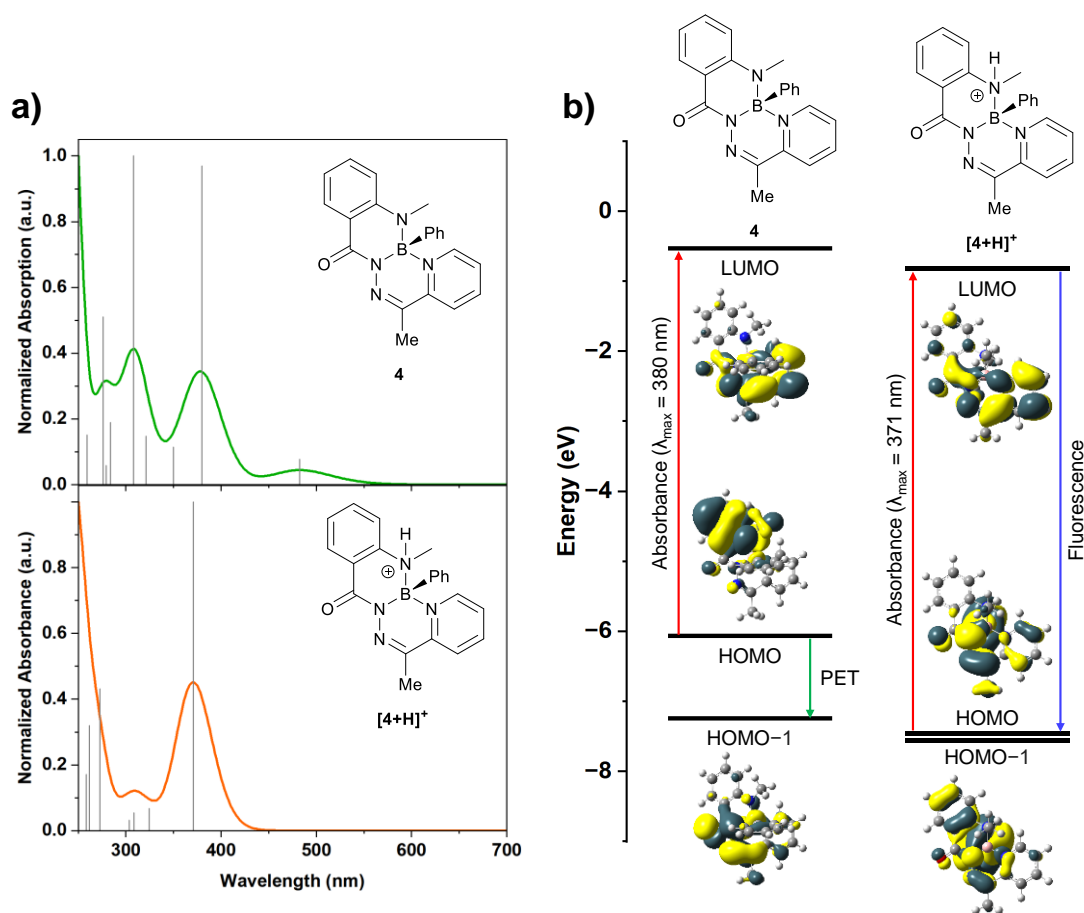 a)
Normalized Absorption (a.u.)
1.0
0.8
0.6
0.4
0.2
0.0
N
B
Ph
O
N
N
N
Me
4
Normalized Absorbance (a.u.)
0.8
0.6
0.4
0.2
0.0
H
N
⊕
B
Ph
O
N
N
N
Me
[4+H]⁺
300 400 500 600 700
Wavelength (nm)
b)
Energy (eV)
0
−2
−4
−6
−8
N
B
Ph
O
N
N
N
Me
4
LUMO
Absorbance (λmax = 380 nm)
HOMO
PET
HOMO−1
H
N
⊕
B
Ph
O
N
N
N
Me
[4+H]⁺
LUMO
Absorbance (λmax = 371 nm)
Fluorescence
HOMO
HOMO−1